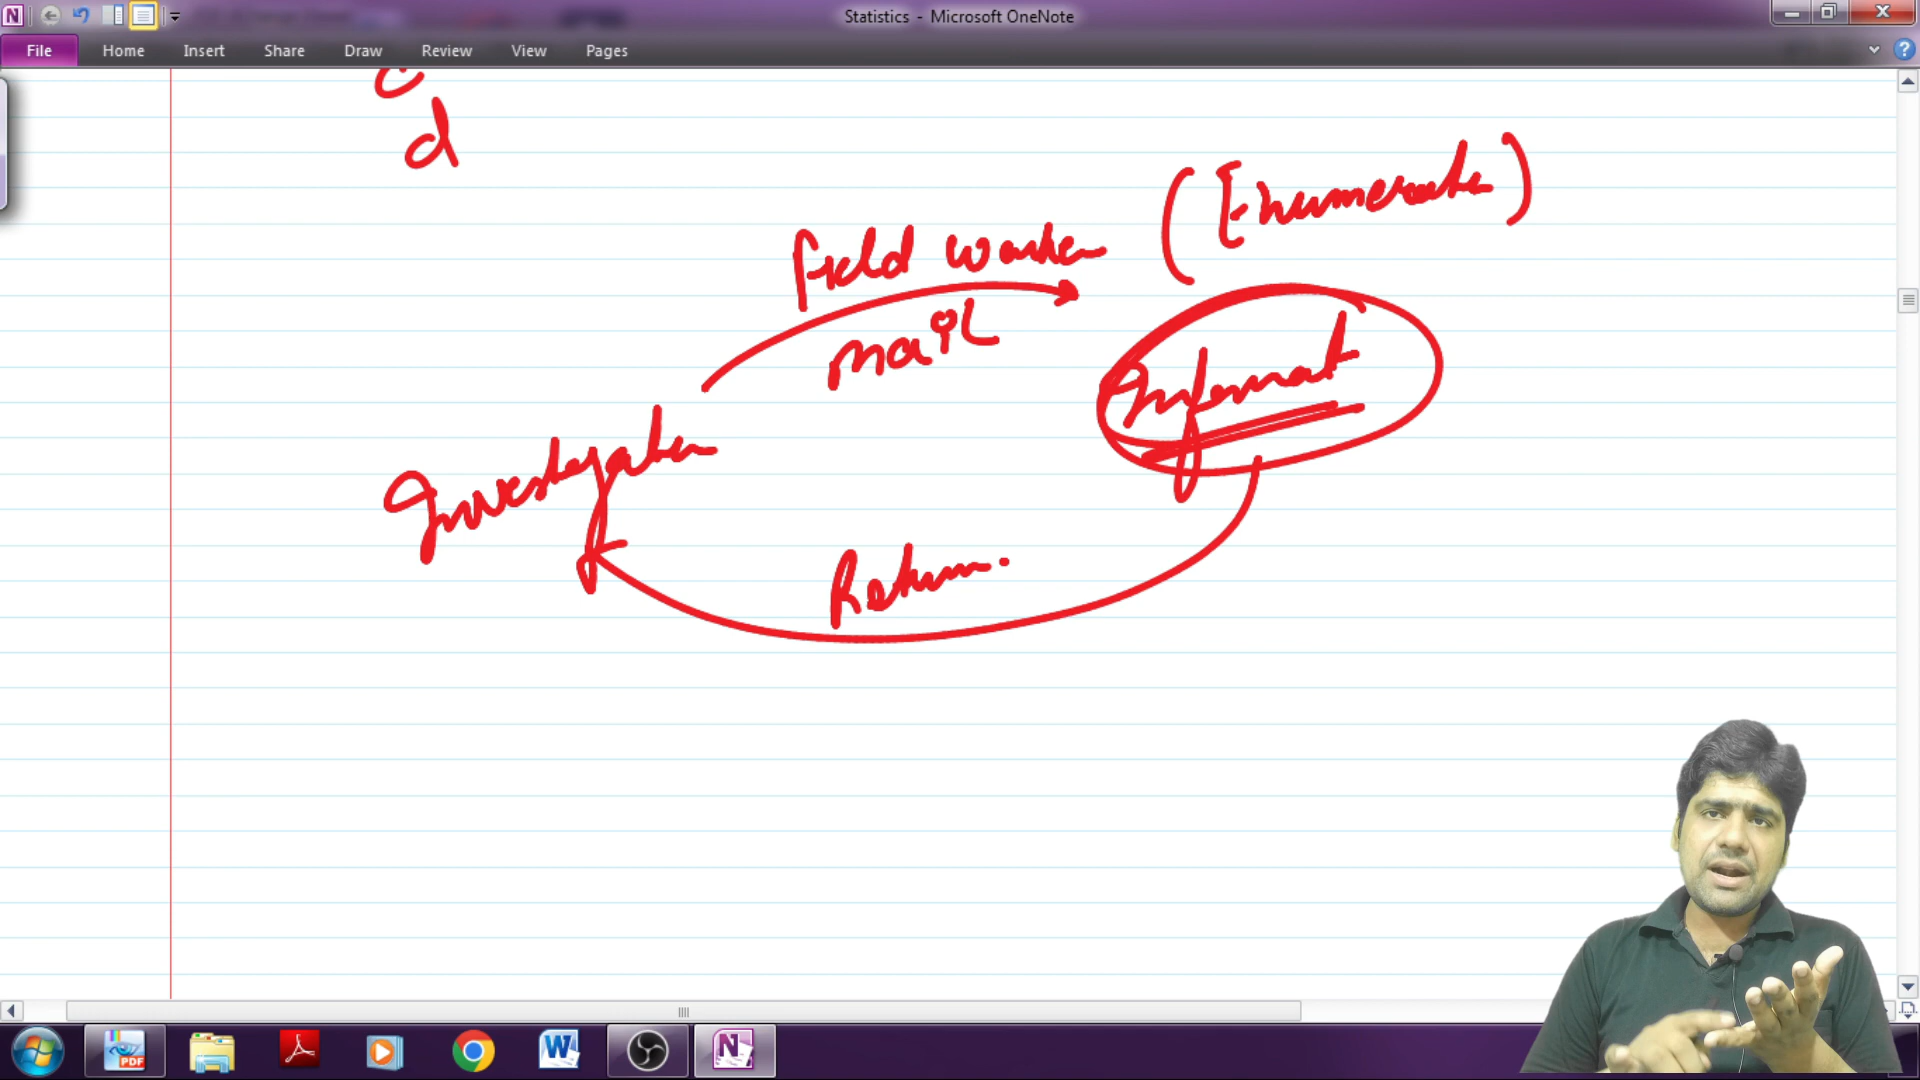 Statistics - Microsoft OneNote
File Home Insert Share Draw Review View Pages
c
d
(Enumerator)
field worker
mail
Informant
Investigator
Return.